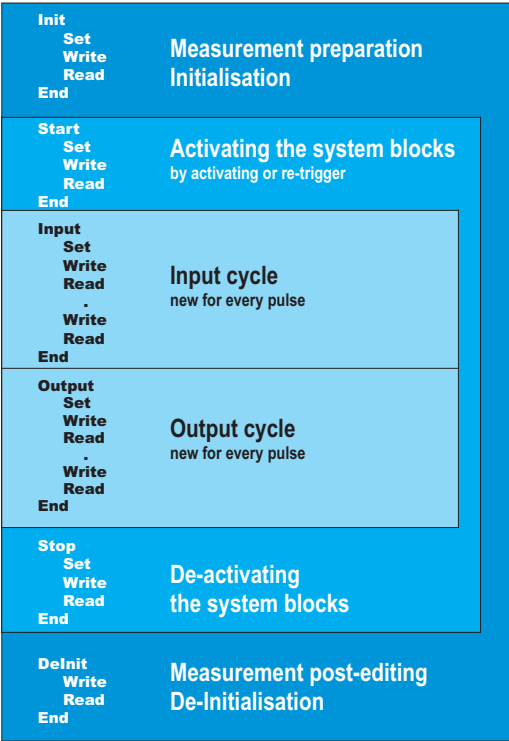 Init
Set
Write
Read
End
Measurement preparation
Initialisation
Start
Set
Write
Read
End
Activating the system blocks
by activating or re-trigger
Input
Set
Write
Read
.
Write
Read
End
Input cycle
new for every pulse
Output
Set
Write
Read
.
Write
Read
End
Output cycle
new for every pulse
Stop
Set
Write
Read
End
De-activating
the system blocks
DeInit
Write
Read
End
Measurement post-editing
De-Initialisation